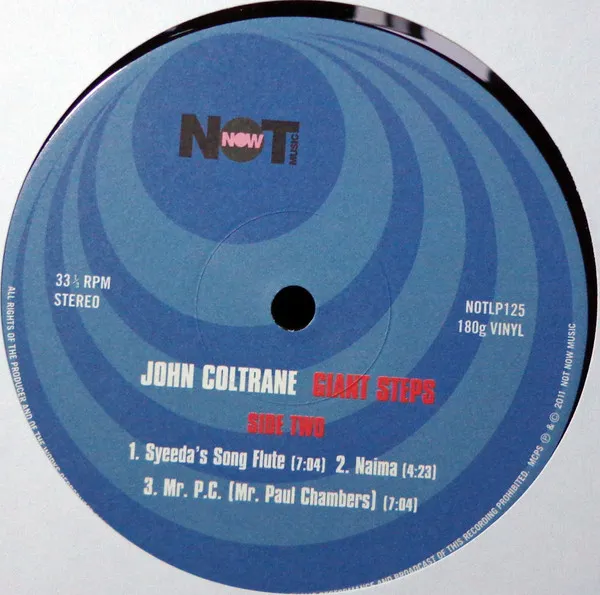 NOT
NOW
MUSIC
33 1/3 RPM
STEREO
NOTLP125
180g VINYL
JOHN COLTRANE GIANT STEPS
SIDE TWO
1. Syeeda's Song Flute (7:04) 2. Naima (4:23)
3. Mr. P.C. (Mr. Paul Chambers) (7:04)
ALL RIGHTS OF THE PRODUCER AND OF THE
AND BROADCAST OF THIS RECORDING PROHIBITED. MCPS ℗ & © 2011 NOT NOW MUSIC